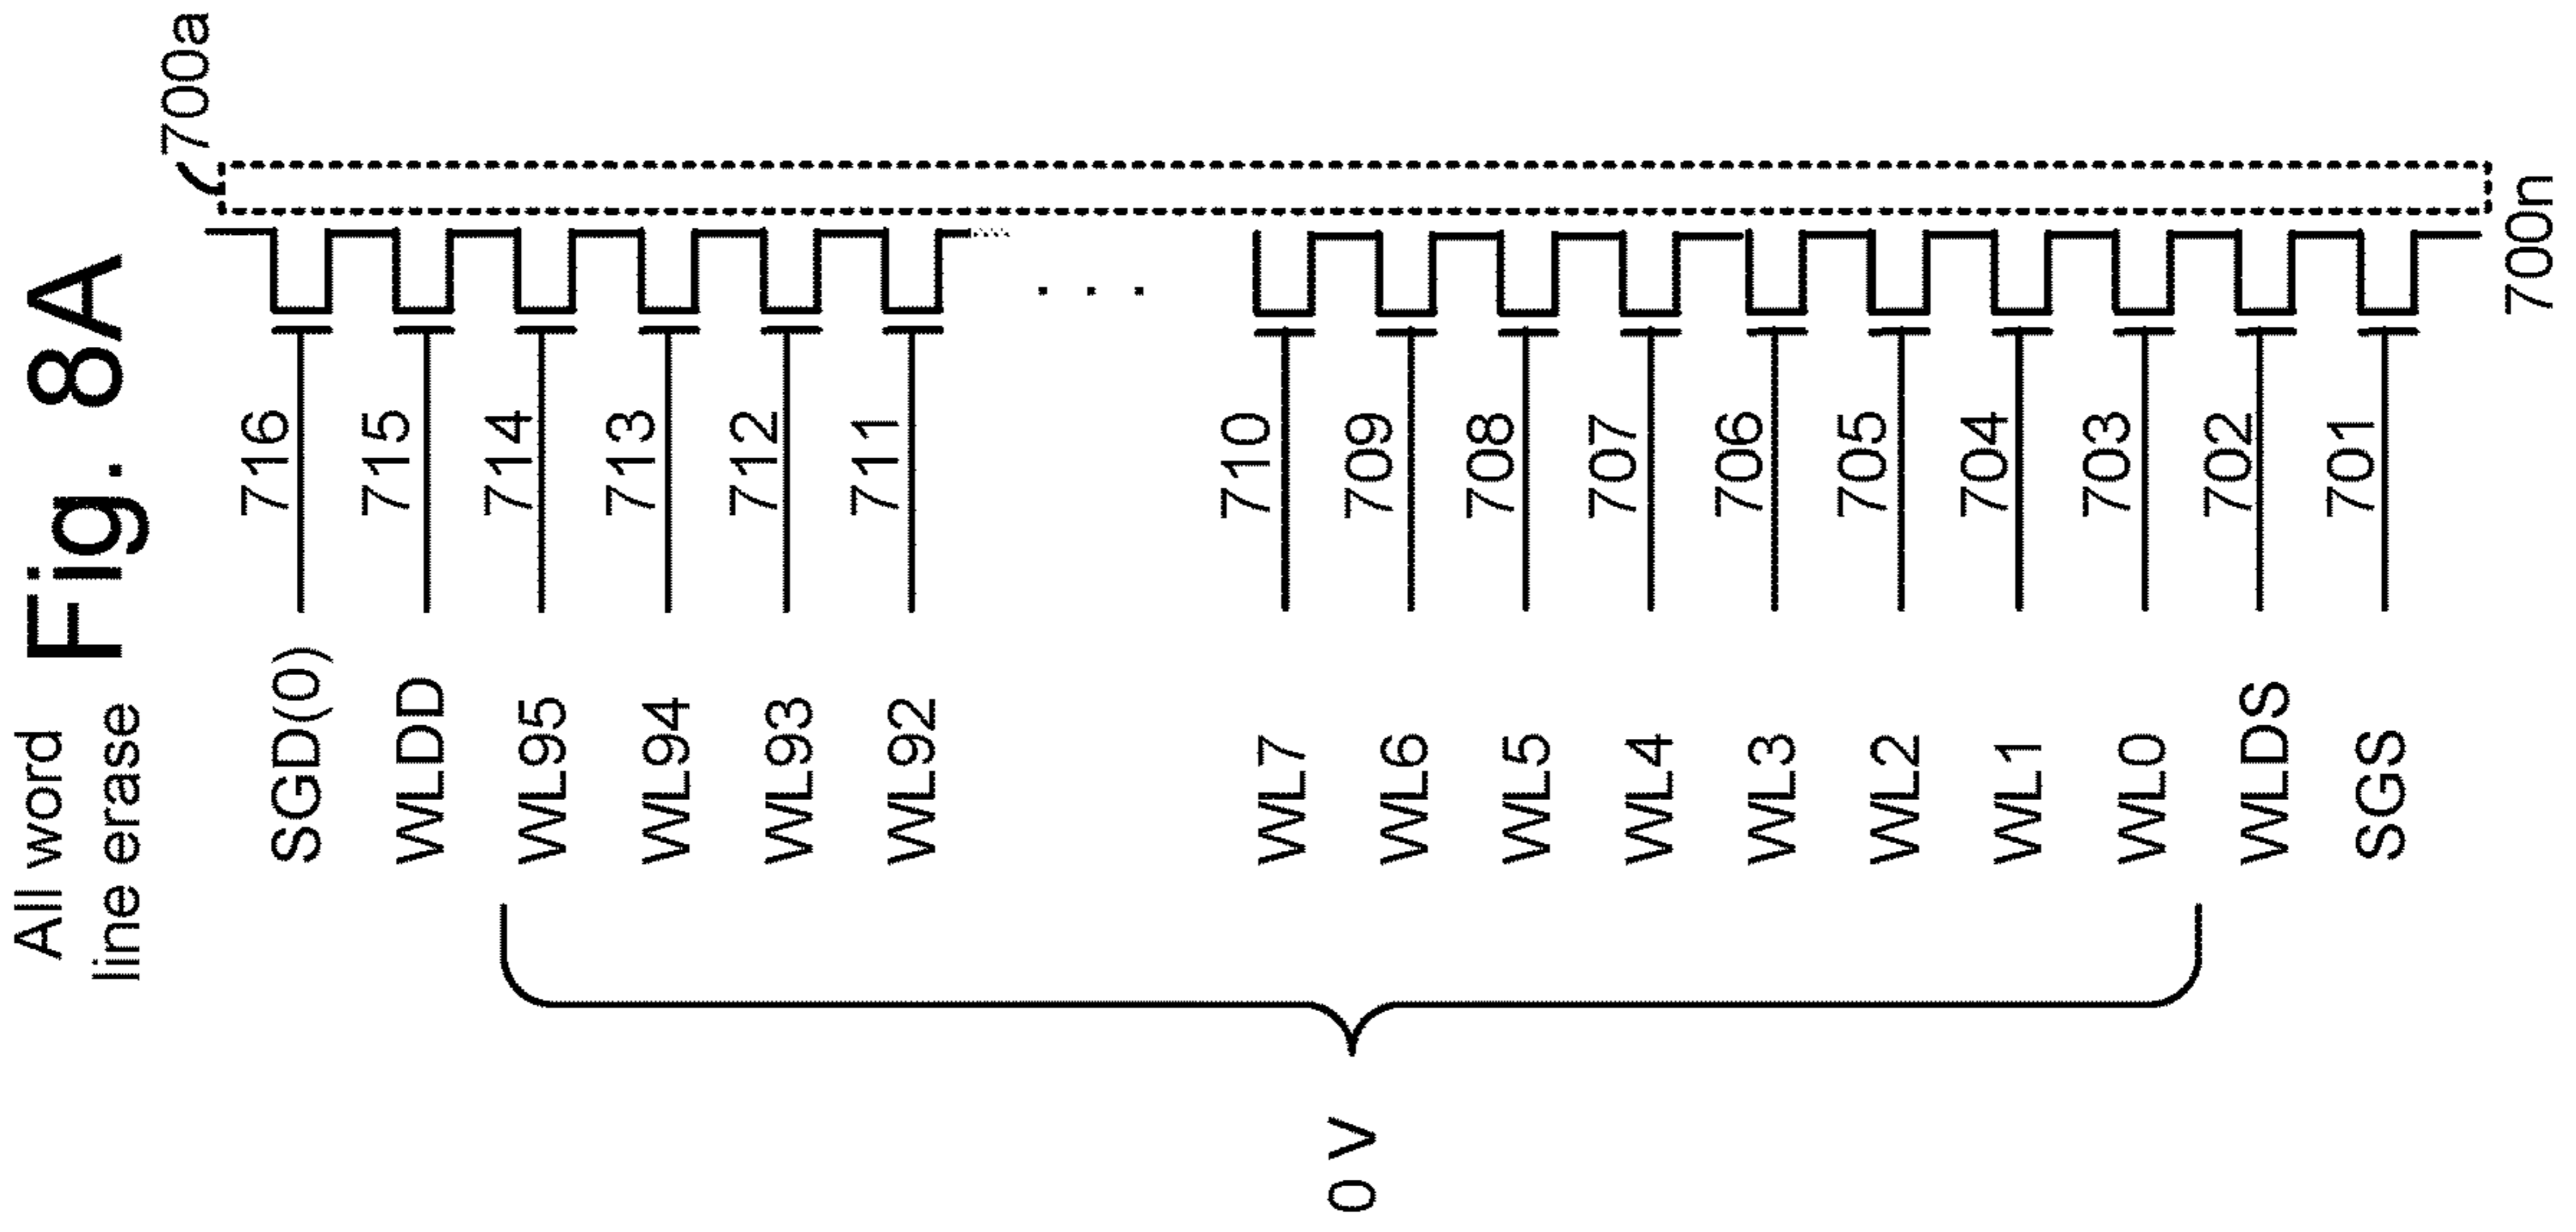 Fig. 8A
All word
line erase
700a
SGD(0) 716
WLDD 715
WL95 714
WL94 713
WL93 712
WL92 711
. . .
WL7 710
WL6 709
WL5 708
WL4 707
WL3 706
WL2 705
WL1 704
WL0 703
WLDS 702
SGS 701
0 V
700n